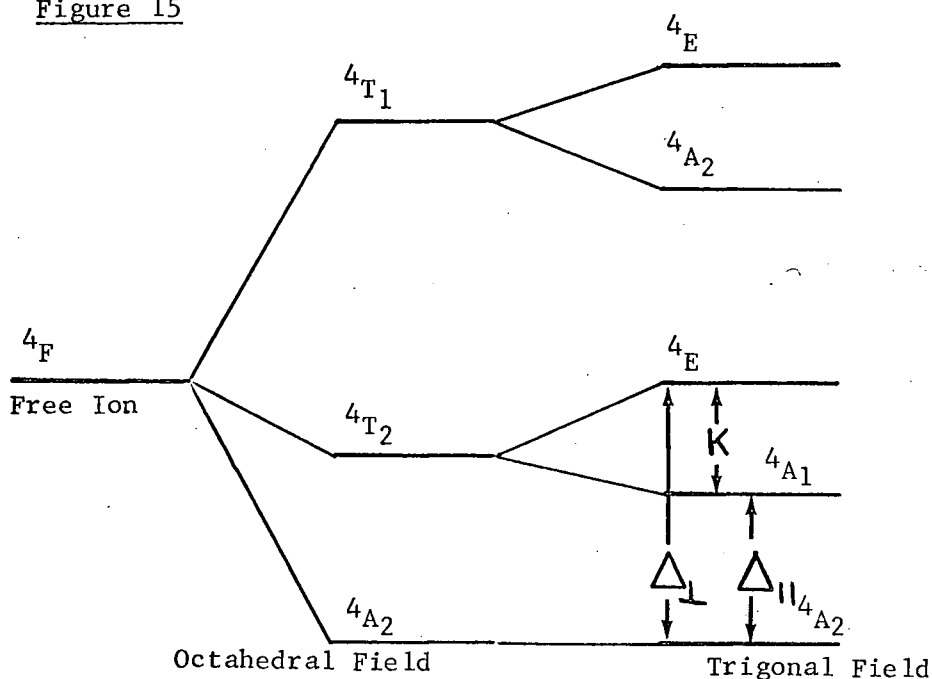 Figure 15
4E
4T1
4A2
4F
Free Ion
4E
K
4T2
4A1
Δ⊥
Δ||
4A2
4A2
Octahedral Field
Trigonal Field